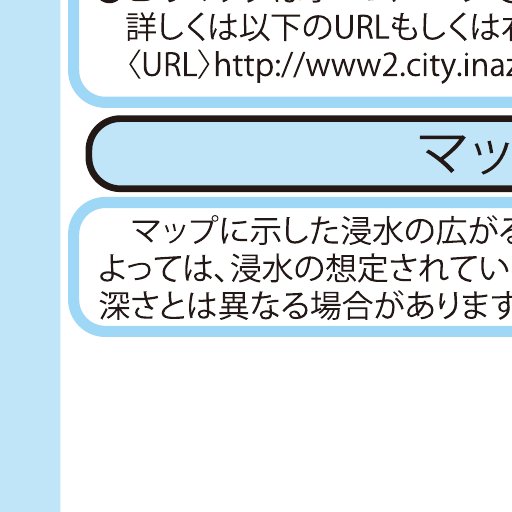 詳しくは以下のURLもしくは
〈URL〉http://www2.city.ina
マッ
マップに示した浸水の広が
よっては、浸水の想定されてい
深さとは異なる場合があります